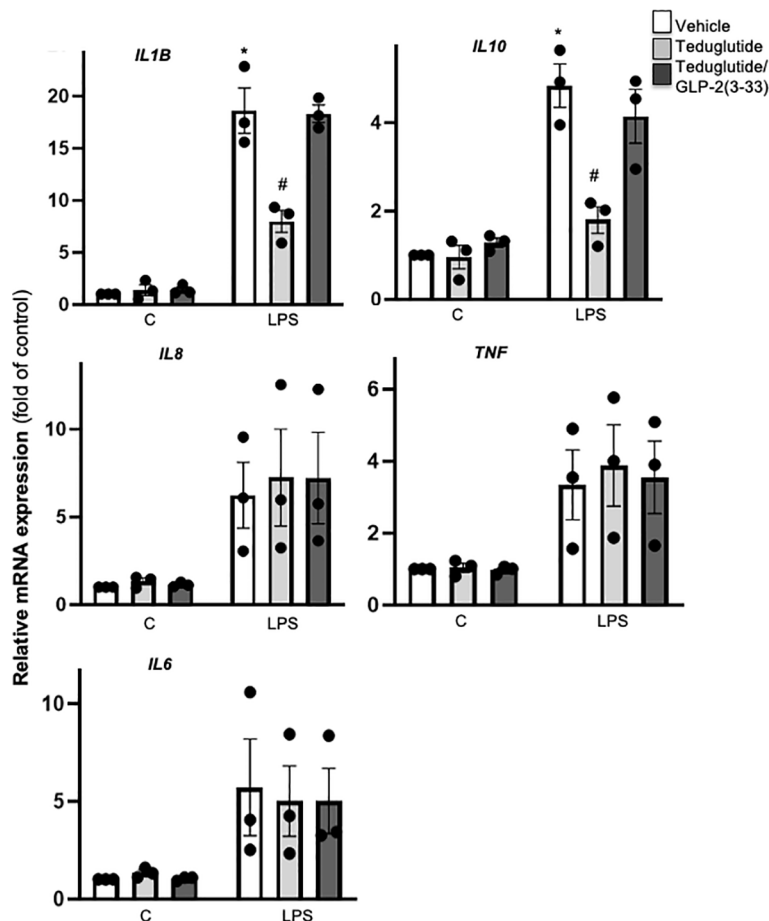 Vehicle
Teduglutide
Teduglutide/
GLP-2(3-33)
Relative mRNA expression (fold of control)
IL1B
20
15
10
5
0
*
#
C
LPS
IL10
4
2
0
*
#
C
LPS
IL8
10
5
0
C
LPS
TNF
6
4
2
0
C
LPS
IL6
10
5
0
C
LPS